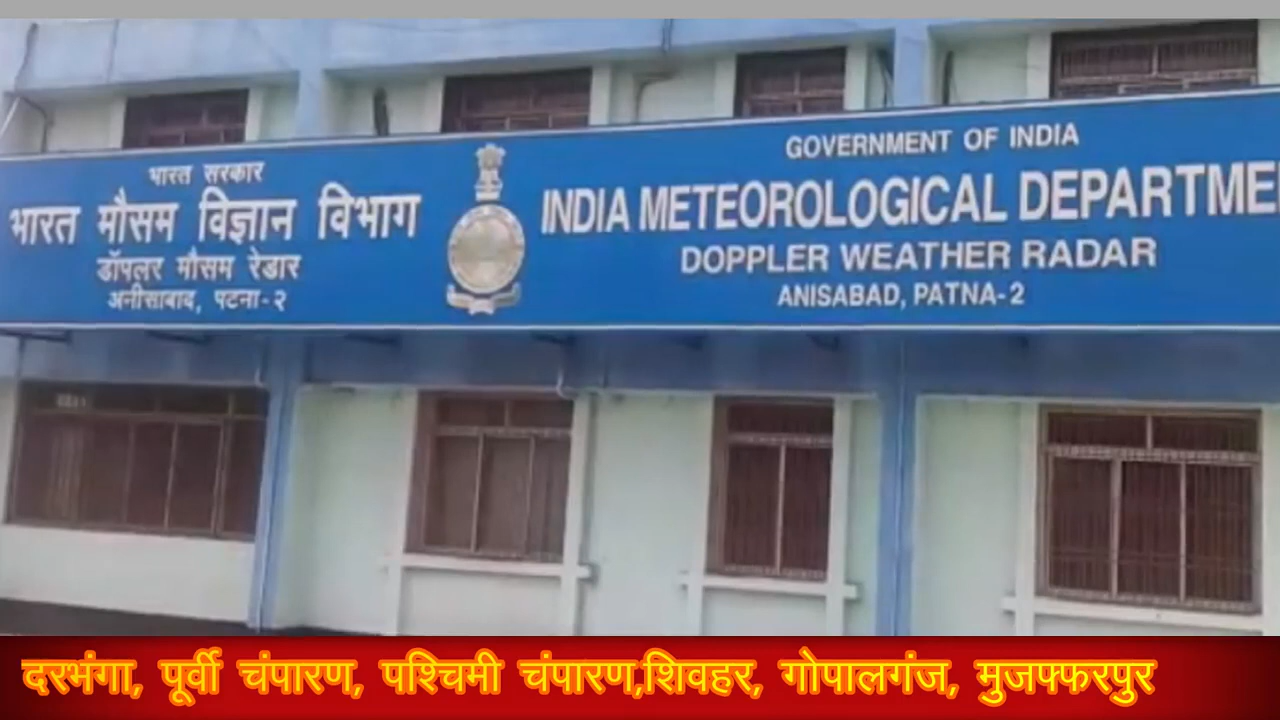 भारत सरकार
भारत मौसम विज्ञान विभाग
डॉपलर मौसम रेडार
अनीसाबाद, पटना-२
GOVERNMENT OF INDIA
INDIA METEOROLOGICAL DEPARTME
DOPPLER WEATHER RADAR
ANISABAD, PATNA-2
दरभंगा, पूर्वी चंपारण, पश्चिमी चंपारण,शिवहर, गोपालगंज, मुजफ्फरपुर